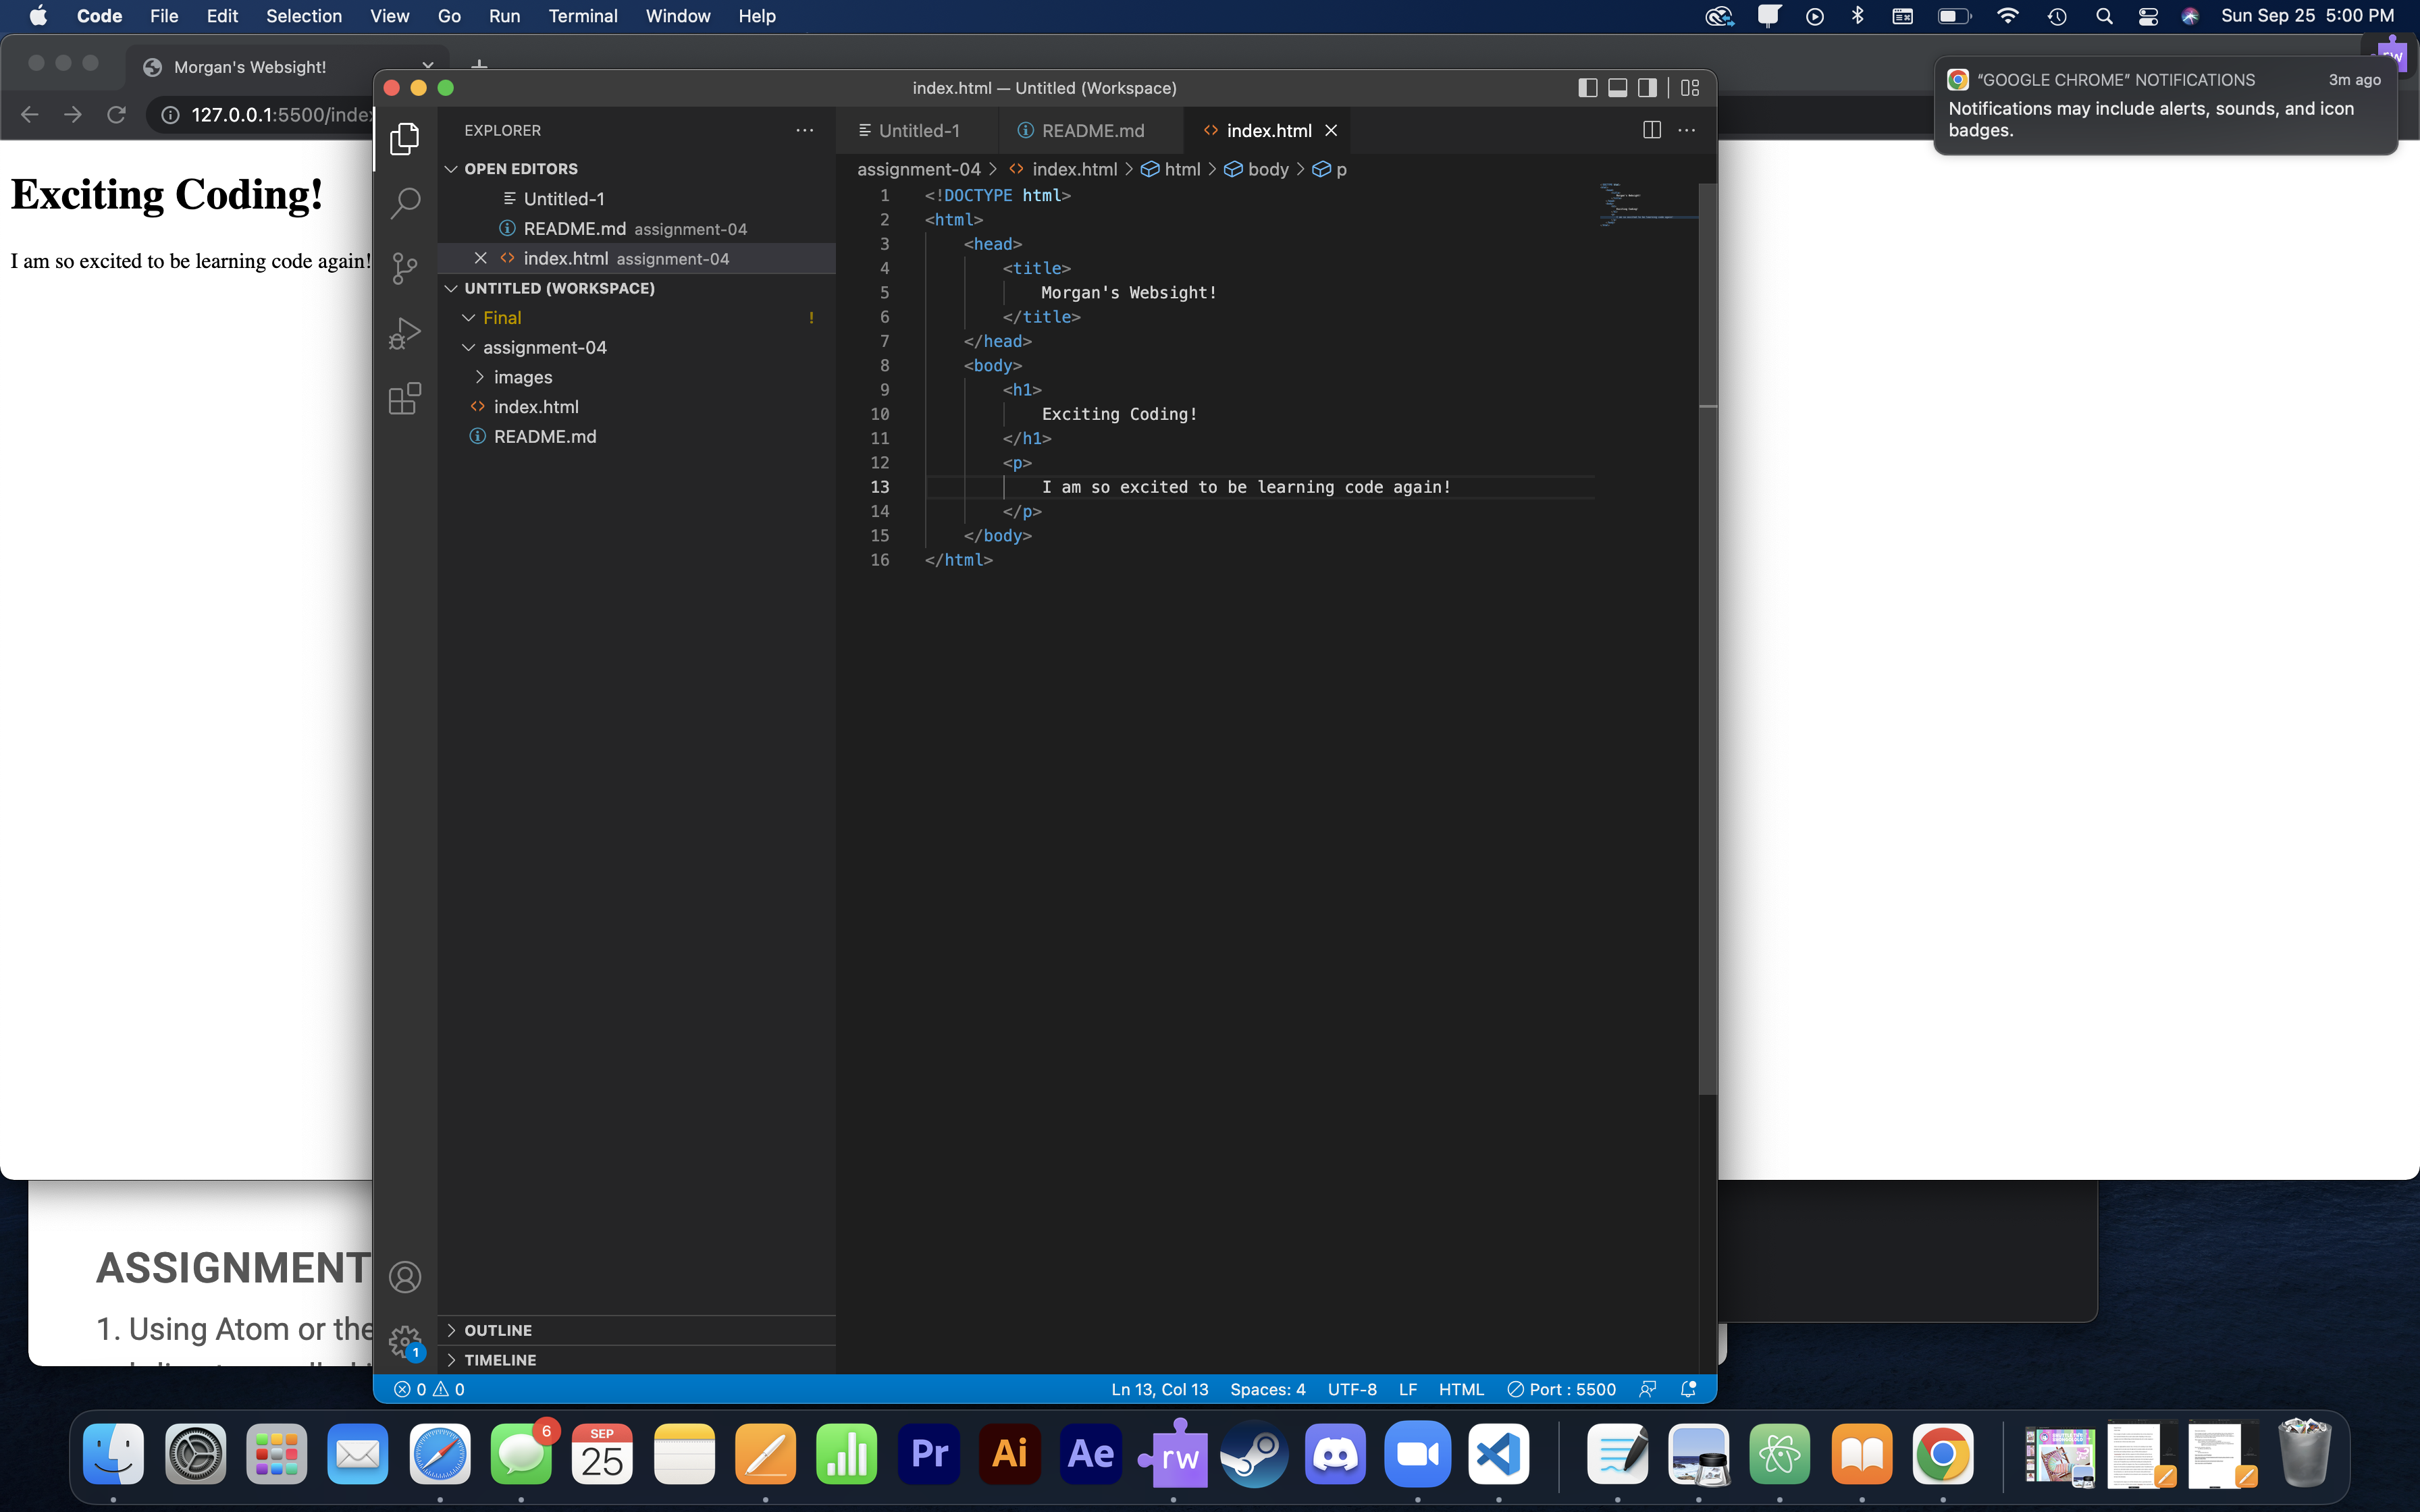 Code File Edit Selection View Go Run Terminal Window Help
Sun Sep 25 5:00 PM
Morgan's Websight!
127.0.0.1:5500/index
Exciting Coding!
I am so excited to be learning code again!
"GOOGLE CHROME" NOTIFICATIONS 3m ago
Notifications may include alerts, sounds, and icon
badges.
index.html — Untitled (Workspace)
EXPLORER
Untitled-1 README.md index.html
OPEN EDITORS
Untitled-1
README.md assignment-04
index.html assignment-04
UNTITLED (WORKSPACE)
Final !
assignment-04
images
index.html
README.md
OUTLINE
TIMELINE
assignment-04 > index.html > html > body > p
1 <!DOCTYPE html>
2 <html>
3 <head>
4 <title>
5 Morgan's Websight!
6 </title>
7 </head>
8 <body>
9 <h1>
10 Exciting Coding!
11 </h1>
12 <p>
13 I am so excited to be learning code again!
14 </p>
15 </body>
16 </html>
1
0 0 Ln 13, Col 13 Spaces: 4 UTF-8 LF HTML Port : 5500
ASSIGNMENT
1. Using Atom or the
6
SEP
25
Pr Ai Ae rw